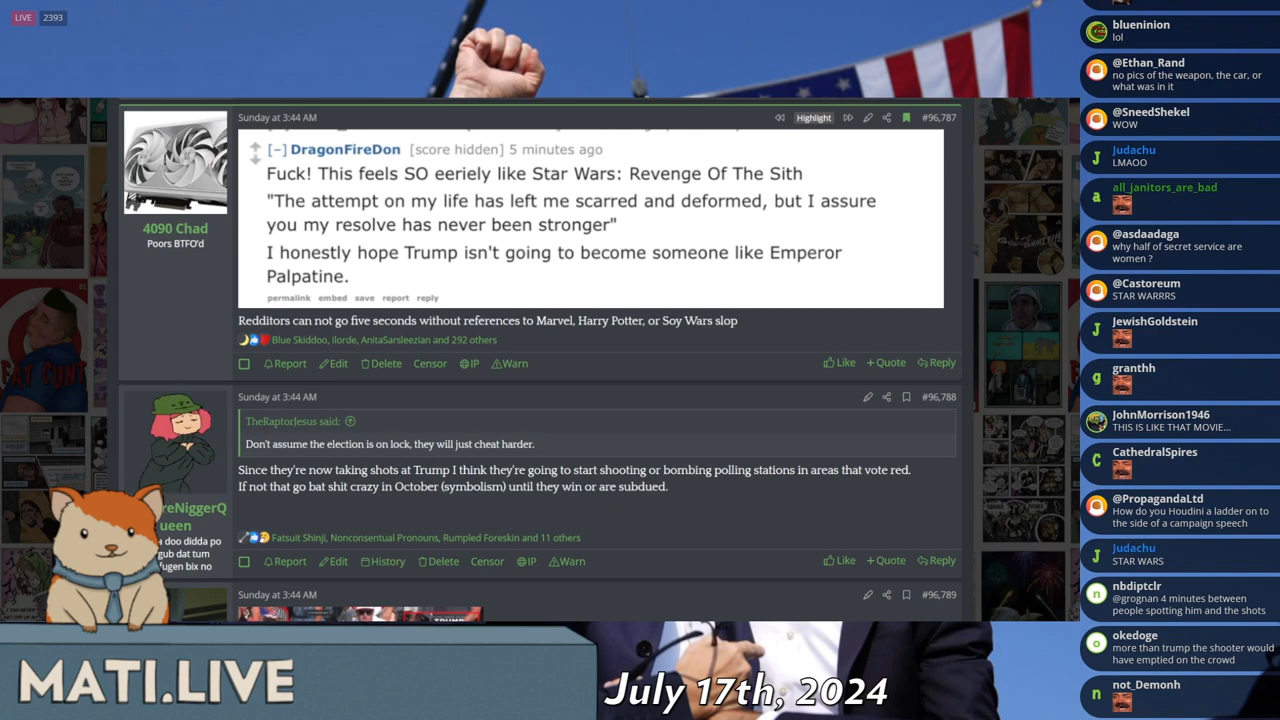 LIVE 2393
Sunday at 3:44 AM
Highlight
#96,787
4090 Chad
Poors BTFO'd
[–] DragonFireDon [score hidden] 5 minutes ago
Fuck! This feels SO eeriely like Star Wars: Revenge Of The Sith
"The attempt on my life has left me scarred and deformed, but I assure
you my resolve has never been stronger"
I honestly hope Trump isn't going to become someone like Emperor
Palpatine.
permalink embed save report reply
Redditors can not go five seconds without references to Marvel, Harry Potter, or Soy Wars slop
Blue Skiddoo, ilorde, AnitaSarsleezian and 292 others
Report Edit Delete Censor IP Warn
Like + Quote Reply
Sunday at 3:44 AM
#96,788
reNiggerQ
ueen
a doo didda po
gub dat tum
fugen bix no
TheRaptorJesus said:
Don't assume the election is on lock, they will just cheat harder.
Since they're now taking shots at Trump I think they're going to start shooting or bombing polling stations in areas that vote red.
If not that go bat shit crazy in October (symbolism) until they win or are subdued.
Fatsuit Shinji, Nonconsentual Pronouns, Rumpled Foreskin and 11 others
Report Edit History Delete Censor IP Warn
Like + Quote Reply
Sunday at 3:44 AM
#96,789
TRUMP
FAT CUNT
MATI.LIVE
July 17th, 2024
blueninion
lol
@Ethan_Rand
no pics of the weapon, the car, or
what was in it
@SneedShekel
WOW
Judachu
LMAOO
all_janitors_are_bad
@asdaadaga
why half of secret service are
women ?
@Castoreum
STAR WARRRS
JewishGoldstein
granthh
JohnMorrison1946
THIS IS LIKE THAT MOVIE...
CathedralSpires
@PropagandaLtd
How do you Houdini a ladder on to
the side of a campaign speech
Judachu
STAR WARS
nbdiptclr
@grognan 4 minutes between
people spotting him and the shots
okedoge
more than trump the shooter would
have emptied on the crowd
not_Demonh